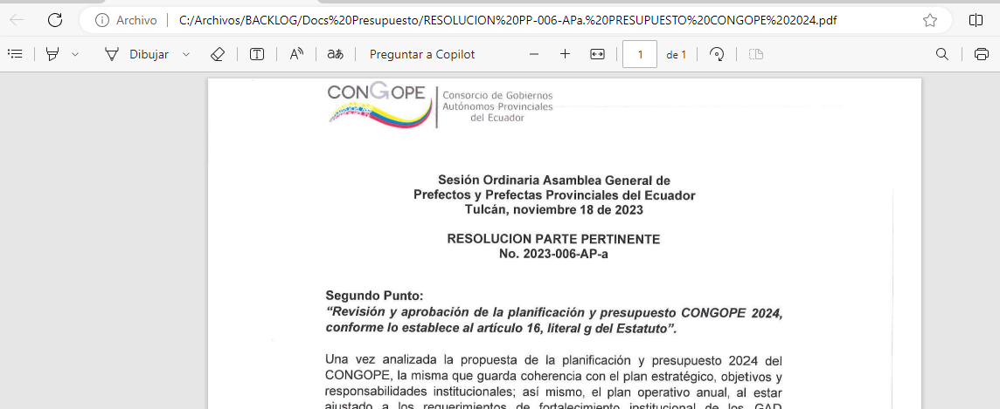 Archivo
C:/Archivos/BACKLOG/Docs%20Presupuesto/RESOLUCION%20PP-006-APa.%20PRESUPUESTO%20CONGOPE%202024.pdf
Dibujar
aあ
Preguntar a Copilot
1
de 1
CONGOPE
Consorcio de Gobiernos
Autónomos Provinciales
del Ecuador
Sesión Ordinaria Asamblea General de
Prefectos y Prefectas Provinciales del Ecuador
Tulcán, noviembre 18 de 2023
RESOLUCION PARTE PERTINENTE
No. 2023-006-AP-a
Segundo Punto:
“Revisión y aprobación de la planificación y presupuesto CONGOPE 2024,
conforme lo establece al artículo 16, literal g del Estatuto”.
Una vez analizada la propuesta de la planificación y presupuesto 2024 del
CONGOPE, la misma que guarda coherencia con el plan estratégico, objetivos y
responsabilidades institucionales; así mismo, el plan operativo anual, al estar
ajustado a los requerimientos de fortalecimiento institucional de los GAD